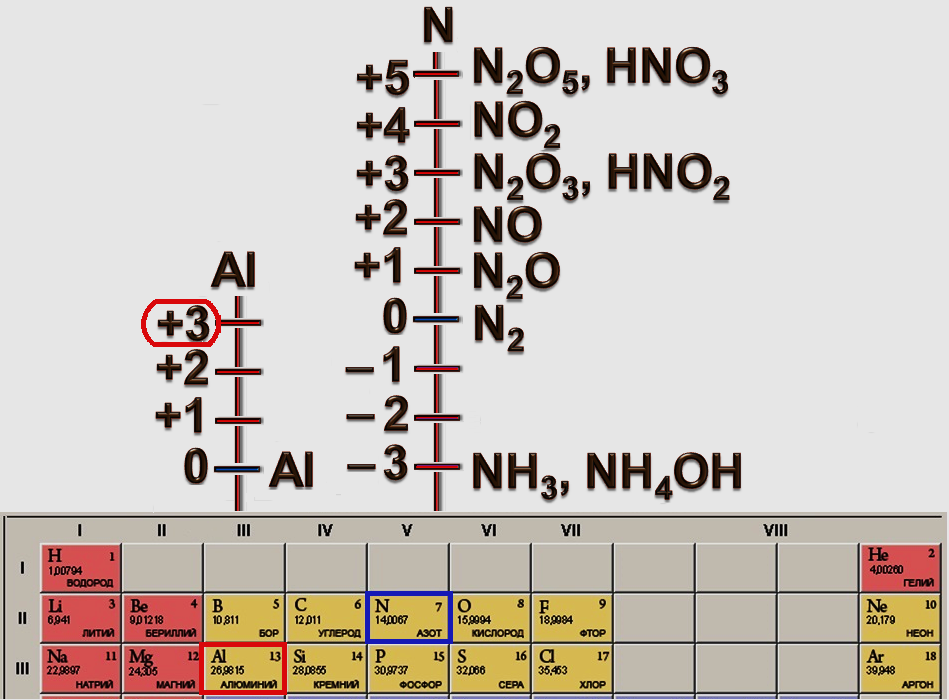 N
+5 N₂O₅, HNO₃
+4 NO₂
+3 N₂O₃, HNO₂
+2 NO
+1 N₂O
0 N₂
−1
−2
−3 NH₃, NH₄OH
Al
+3
+2
+1
0 Al
I II III IV V VI VII VIII
I
H 1
1,00794
ВОДОРОД
He 2
4,00260
ГЕЛИЙ
II
Li 3
6,941
ЛИТИЙ
Be 4
9,01218
БЕРИЛЛИЙ
B 5
10,811
БОР
C 6
12,011
УГЛЕРОД
N 7
14,0067
АЗОТ
O 8
15,9994
КИСЛОРОД
F 9
18,9984
ФТОР
Ne 10
20,179
НЕОН
III
Na 11
22,9897
НАТРИЙ
Mg 12
24,305
МАГНИЙ
Al 13
26,9815
АЛЮМИНИЙ
Si 14
28,0855
КРЕМНИЙ
P 15
30,9737
ФОСФОР
S 16
32,066
СЕРА
Cl 17
35,453
ХЛОР
Ar 18
39,948
АРГОН